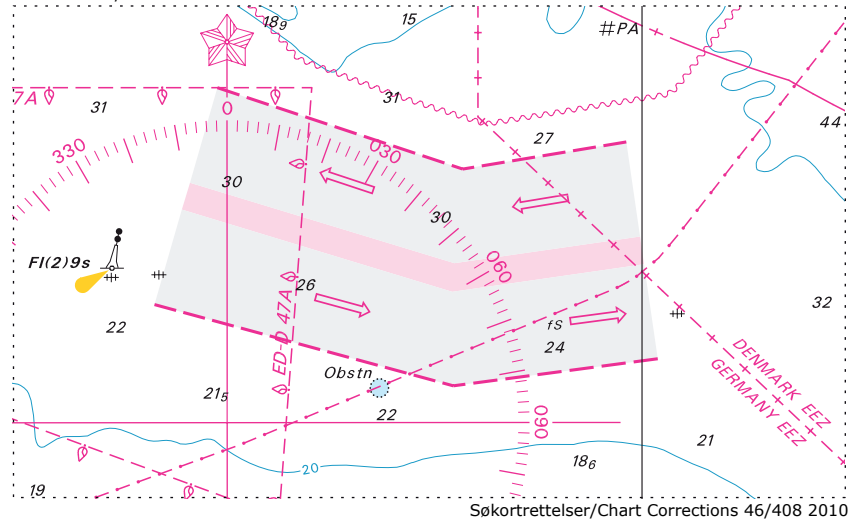 18₉
15
#PA
7A
31
0
31
44
330
030
27
30
30
Fl(2)9s
060
26
32
22
ED-D 47A
fS
24
DENMARK EEZ
GERMANY EEZ
Obstn
21₅
22
090
21
20
18₆
19
Søkortrettelser/Chart Corrections 46/408 2010